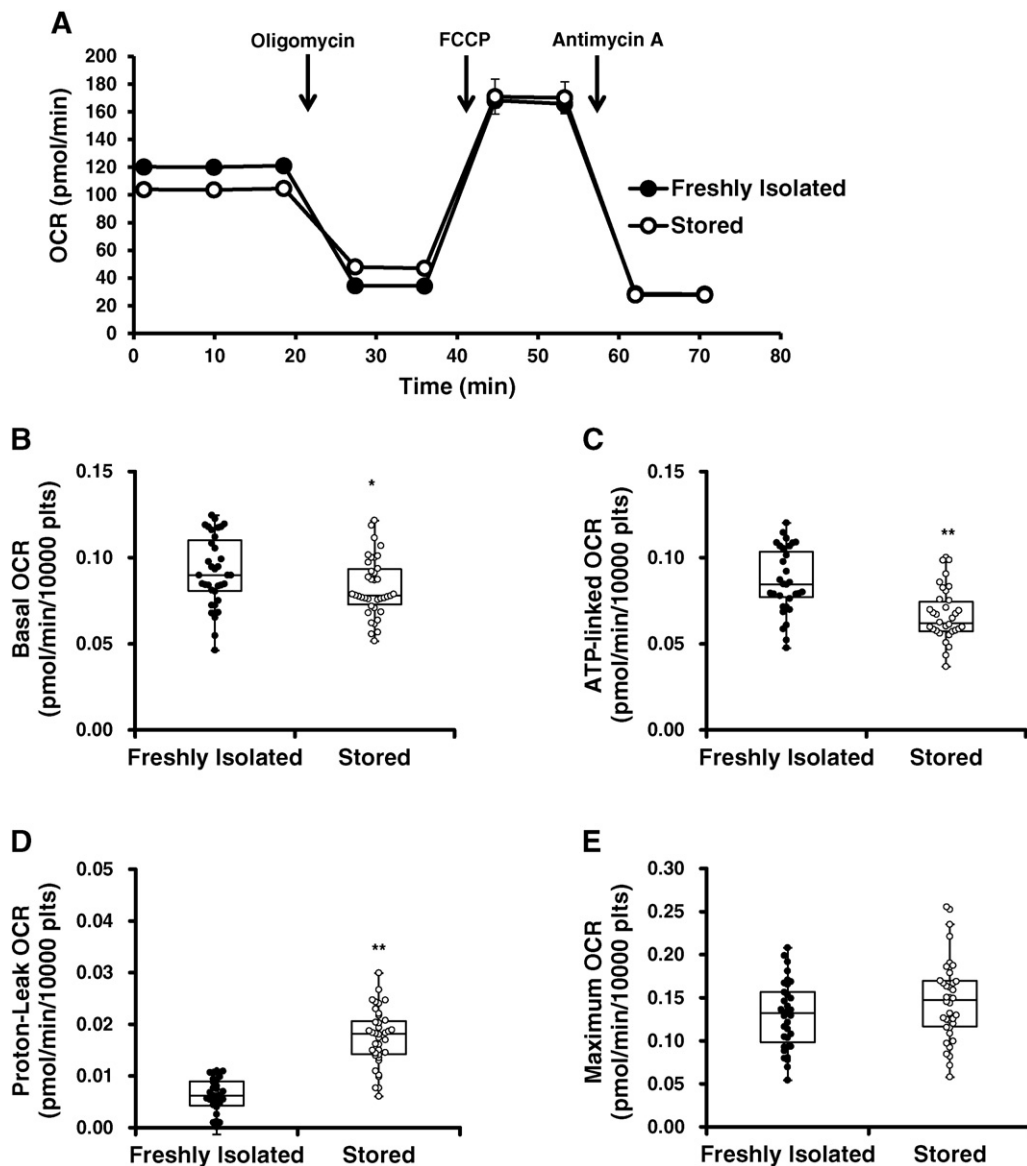 A
Oligomycin FCCP Antimycin A
200
180
160
140
120
100
80
60
40
20
0
OCR (pmol/min)
Freshly Isolated
Stored
0 10 20 30 40 50 60 70 80
Time (min)
B
0.15
0.10
0.05
0.00
Basal OCR
(pmol/min/10000 plts)
*
Freshly Isolated Stored
C
0.15
0.10
0.05
0.00
ATP-linked OCR
(pmol/min/10000 plts)
**
Freshly Isolated Stored
D
0.05
0.04
0.03
0.02
0.01
0.00
Proton-Leak OCR
(pmol/min/10000 plts)
**
Freshly Isolated Stored
E
0.30
0.25
0.20
0.15
0.10
0.05
0.00
Maximum OCR
(pmol/min/10000 plts)
Freshly Isolated Stored